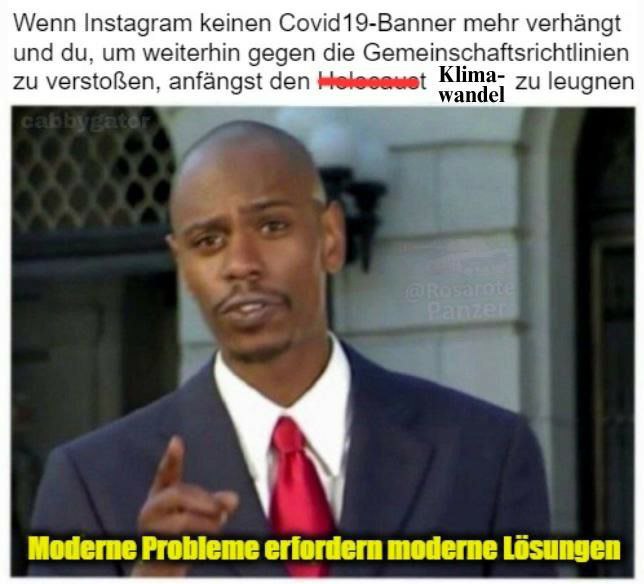 Wenn Instagram keinen Covid19-Banner mehr verhängt
und du, um weiterhin gegen die Gemeinschaftsrichtlinien
zu verstoßen, anfängst den Holocaust Klima- zu leugnen
wandel
cabbygator
@Rosarote
Panzer
Moderne Probleme erfordern moderne Lösungen